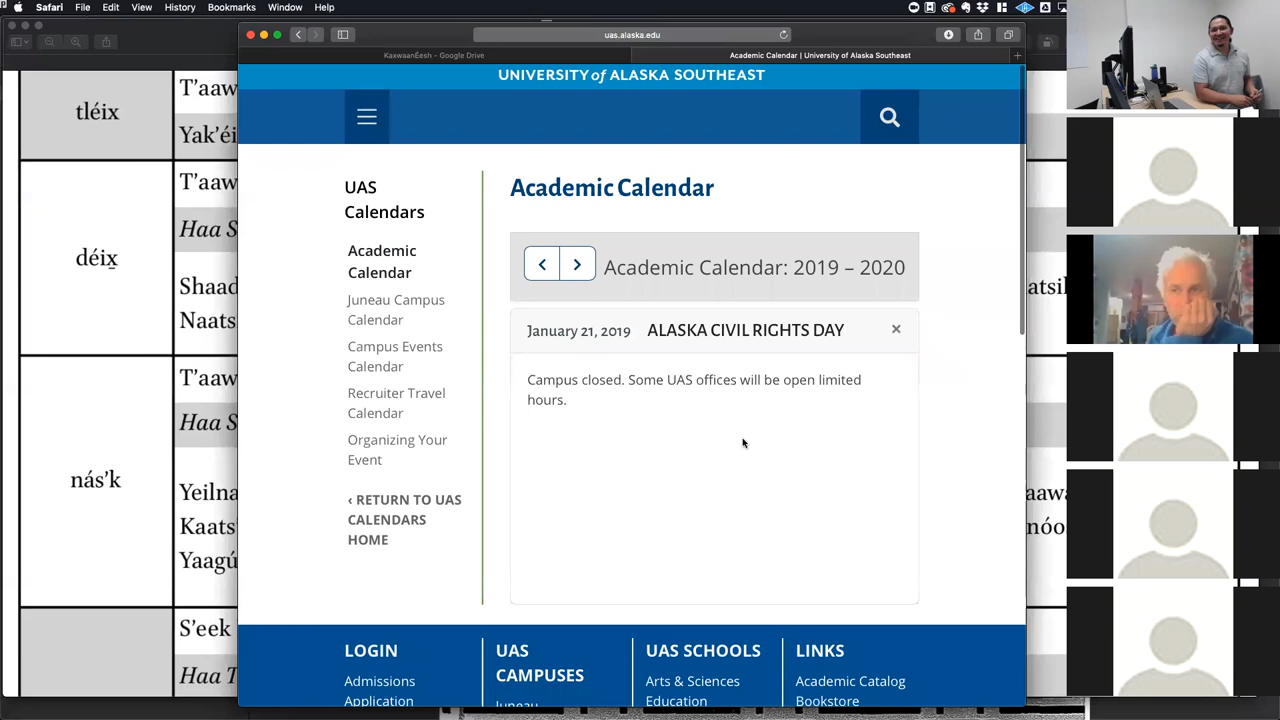 Safari File Edit View History Bookmarks Window Help
uas.alaska.edu
KaxwaanÉesh - Google Drive
Academic Calendar | University of Alaska Southeast
UNIVERSITY of ALASKA SOUTHEAST
UAS
Calendars
Academic
Calendar
Juneau Campus
Calendar
Campus Events
Calendar
Recruiter Travel
Calendar
Organizing Your
Event
‹ RETURN TO UAS
CALENDARS
HOME
Academic Calendar
Academic Calendar: 2019 – 2020
January 21, 2019 ALASKA CIVIL RIGHTS DAY ×
Campus closed. Some UAS offices will be open limited
hours.
LOGIN
Admissions
Application
UAS
CAMPUSES
Juneau
UAS SCHOOLS
Arts & Sciences
Education
LINKS
Academic Catalog
Bookstore
tléix
T'aaw
Yak'éi
déix̱
T'aaw
Haa S
Shaad
Naats
nás'k
T'aaw
Haa S
Yeilna
Kaats
Yaagú
S'eek
Haa T